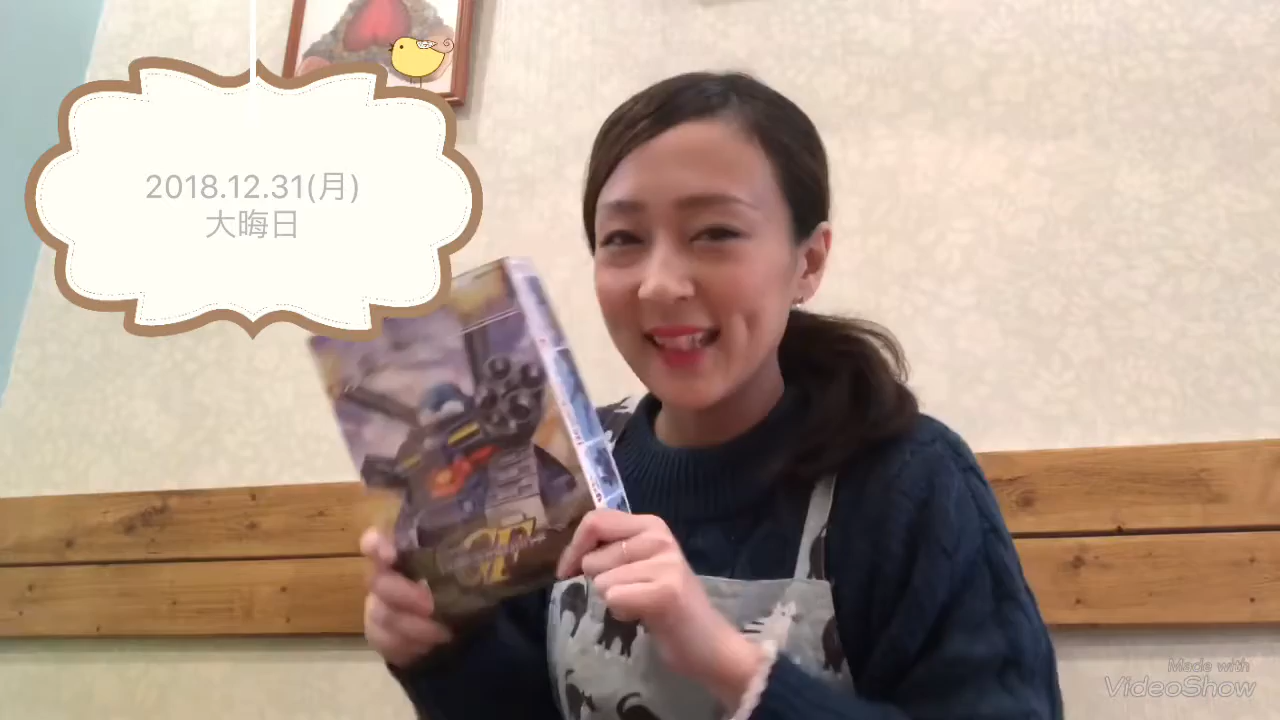 2018.12.31(月)
大晦日
Made with
VideoShow